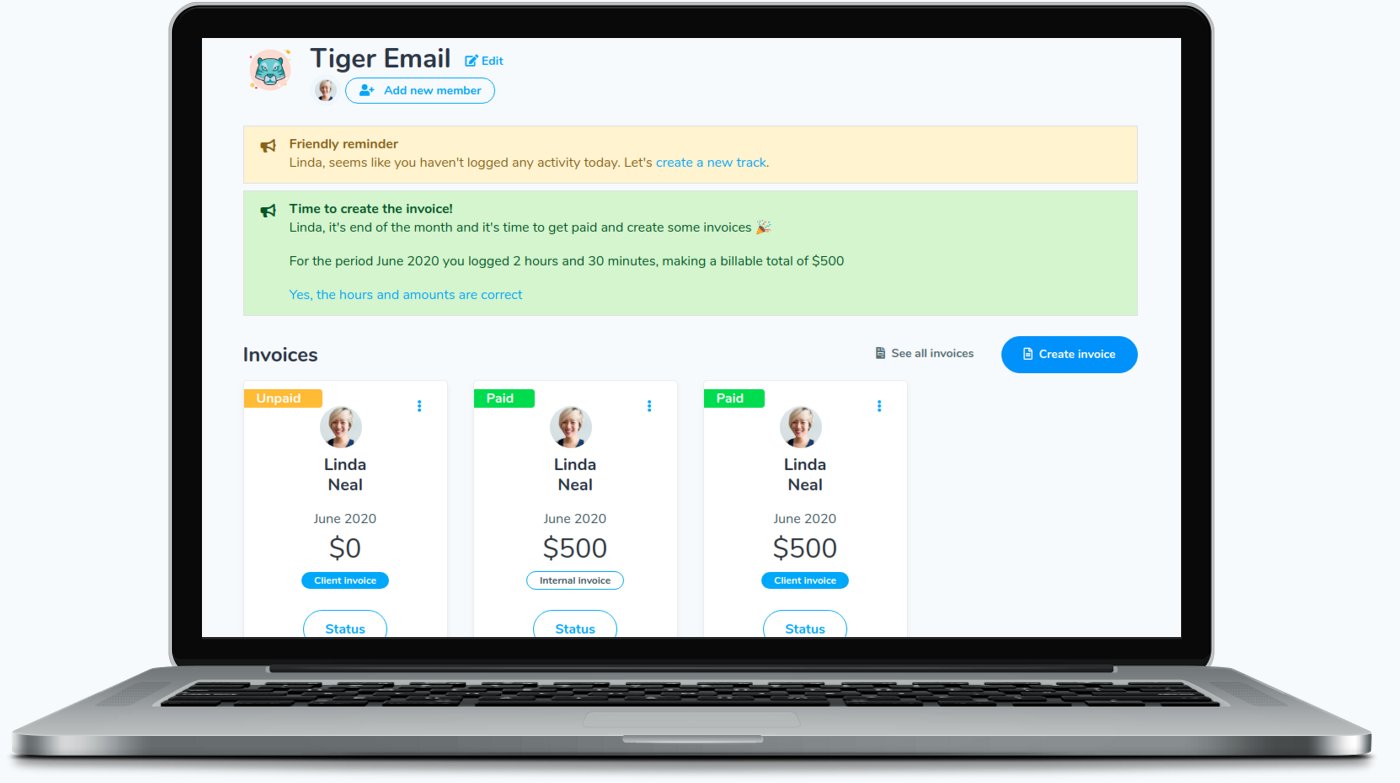 Tiger Email
Edit
Add new member
Friendly reminder
Linda, seems like you haven't logged any activity today. Let's create a new track.
Time to create the invoice!
Linda, it's end of the month and it's time to get paid and create some invoices 🎉
For the period June 2020 you logged 2 hours and 30 minutes, making a billable total of $500
Yes, the hours and amounts are correct
Invoices
See all invoices
Create invoice
Unpaid
Linda
Neal
June 2020
$0
Client invoice
Status
Paid
Linda
Neal
June 2020
$500
Internal invoice
Status
Paid
Linda
Neal
June 2020
$500
Client invoice
Status